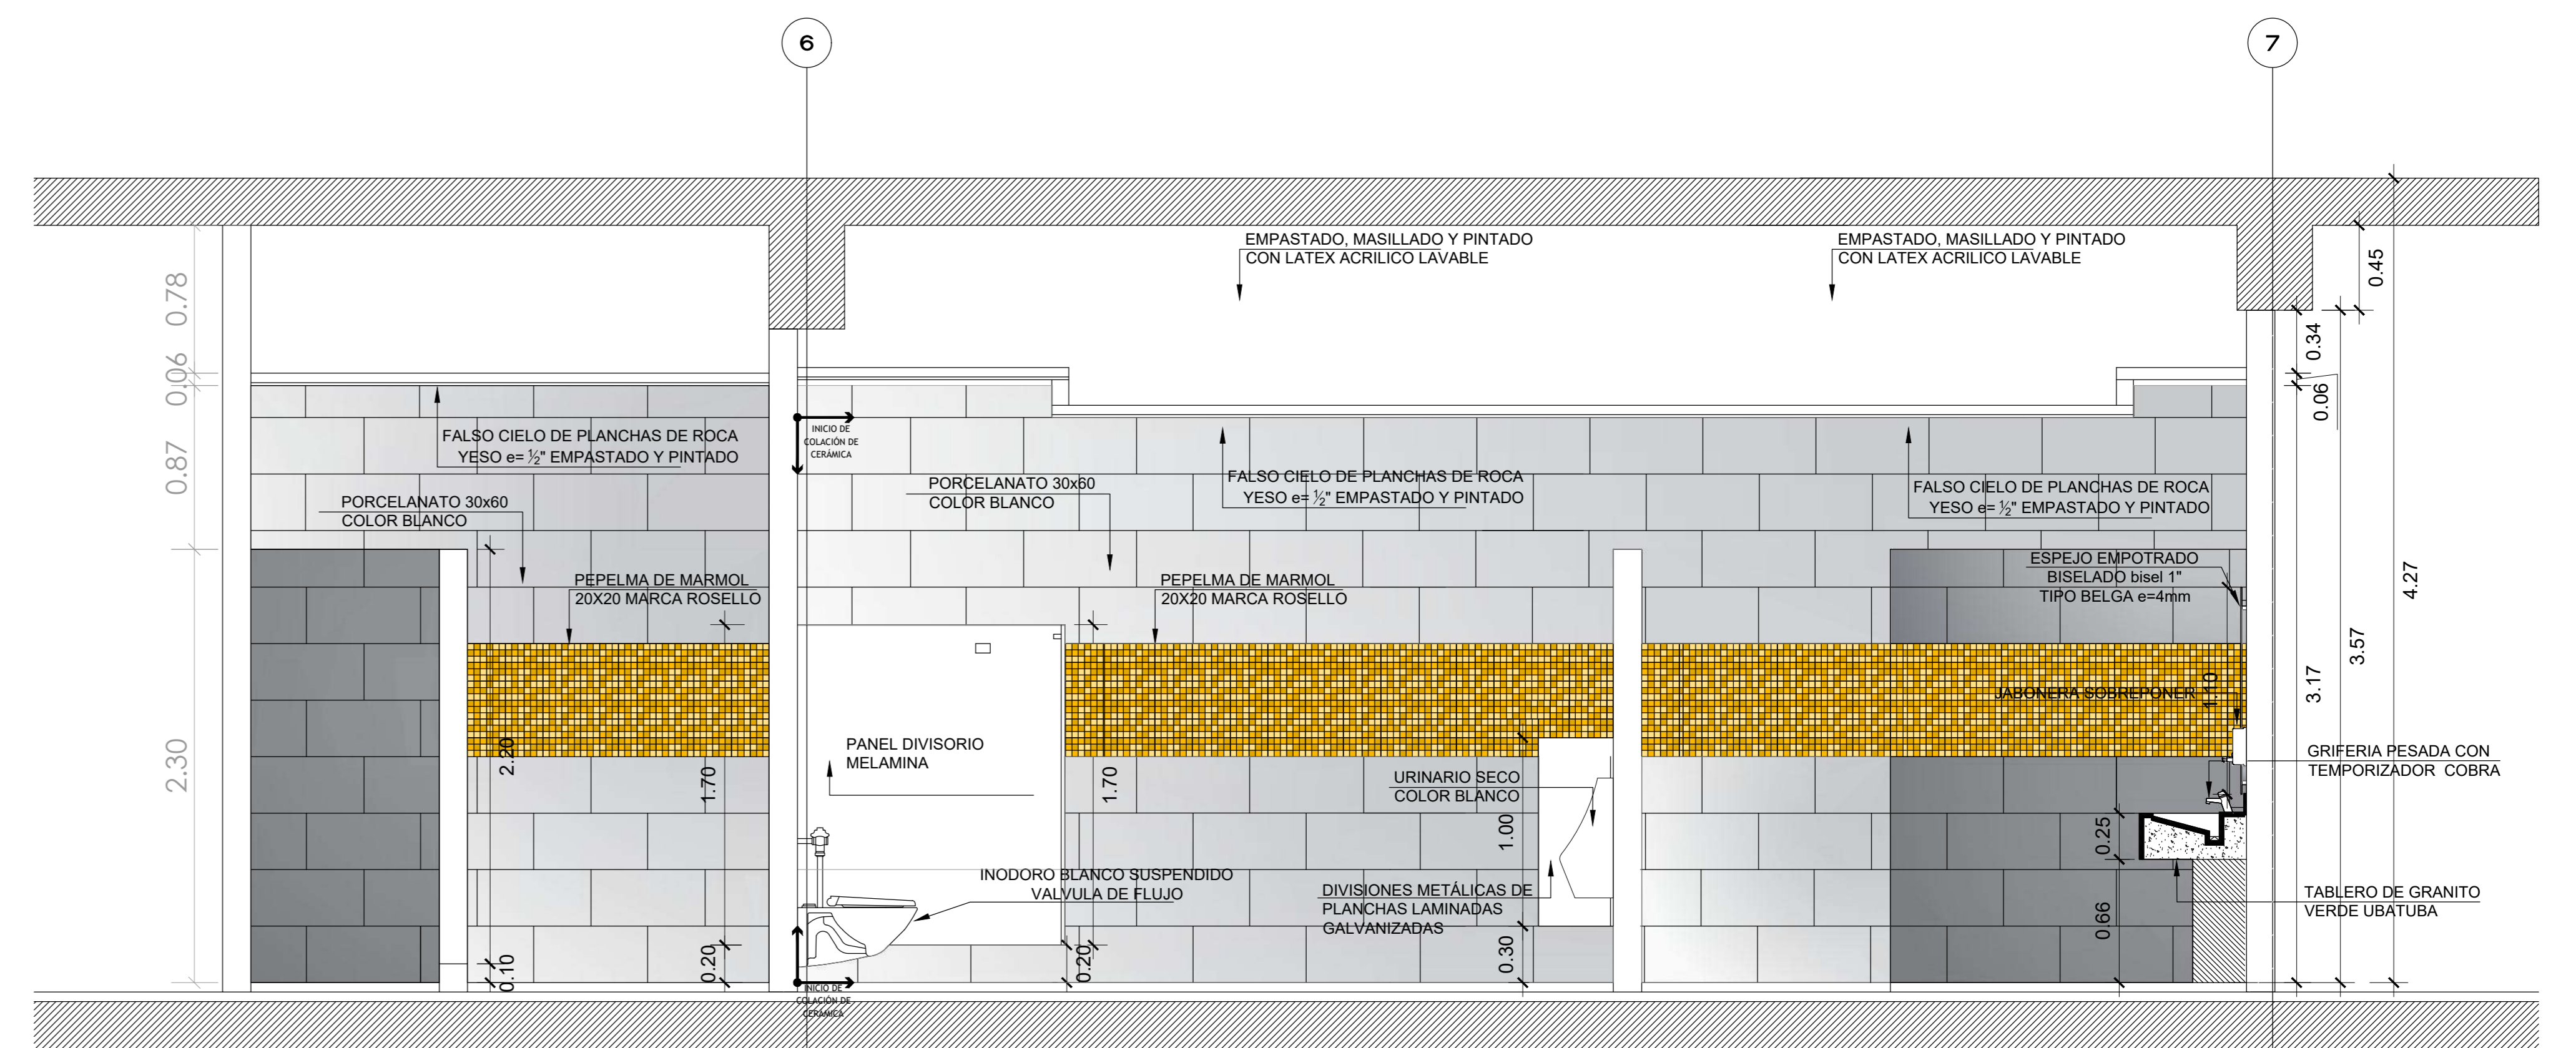 6
7
EMPASTADO, MASILLADO Y PINTADO
CON LATEX ACRILICO LAVABLE
EMPASTADO, MASILLADO Y PINTADO
CON LATEX ACRILICO LAVABLE
0.78
0.06
0.87
2.30
0.45
0.34
0.06
4.27
3.57
3.17
FALSO CIELO DE PLANCHAS DE ROCA
YESO e= ½" EMPASTADO Y PINTADO
INICIO DE
COLACIÓN DE
CERÁMICA
PORCELANATO 30x60
COLOR BLANCO
PORCELANATO 30x60
COLOR BLANCO
FALSO CIELO DE PLANCHAS DE ROCA
YESO e= ½" EMPASTADO Y PINTADO
FALSO CIELO DE PLANCHAS DE ROCA
YESO e= ½" EMPASTADO Y PINTADO
ESPEJO EMPOTRADO
BISELADO bisel 1"
TIPO BELGA e=4mm
PEPELMA DE MARMOL
20X20 MARCA ROSELLO
PEPELMA DE MARMOL
20X20 MARCA ROSELLO
1.10
JABONERA SOBREPONER
2.20
1.70
PANEL DIVISORIO
MELAMINA
1.70
URINARIO SECO
COLOR BLANCO
1.00
GRIFERIA PESADA CON
TEMPORIZADOR COBRA
0.25
INODORO BLANCO SUSPENDIDO
VALVULA DE FLUJO
DIVISIONES METÁLICAS DE
PLANCHAS LAMINADAS
GALVANIZADAS
TABLERO DE GRANITO
VERDE UBATUBA
0.66
0.10
0.20
0.20
0.30
INICIO DE
COLACIÓN DE
CERÁMICA